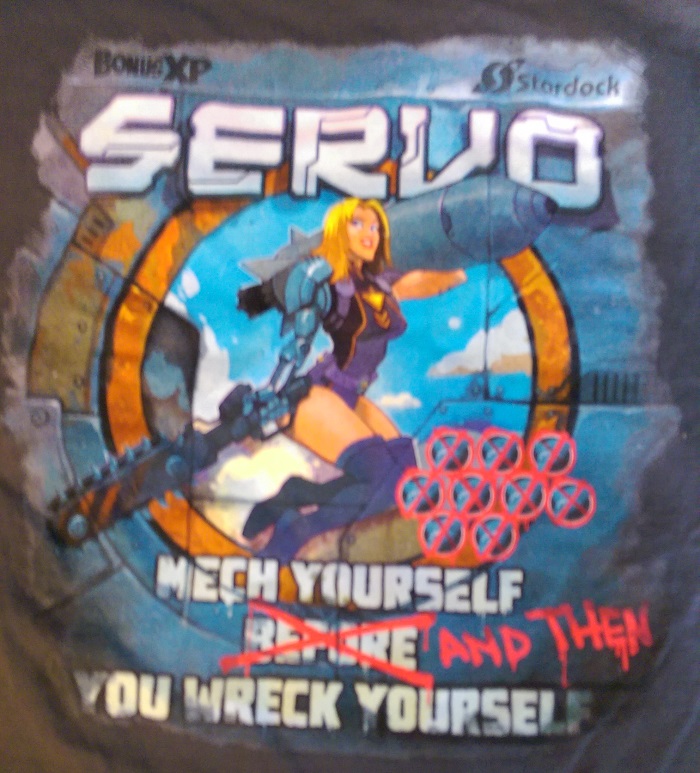 BONUSXP
Stardock
SERVO
MECH YOURSELF
BEFORE AND THEN
YOU WRECK YOURSELF